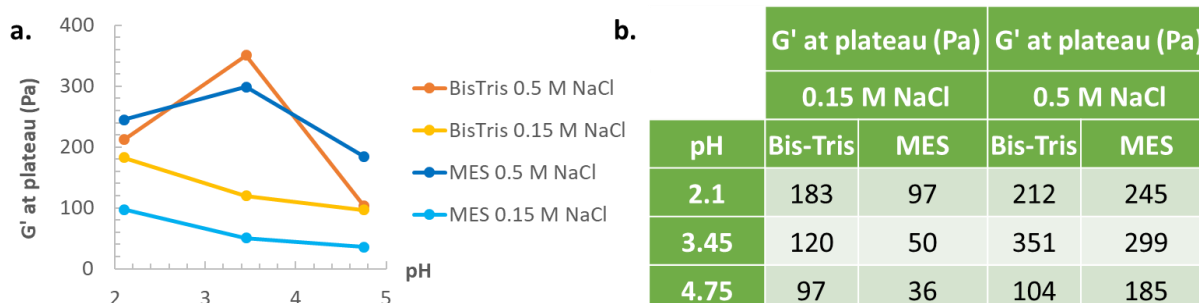 a.
400
300
200
100
0
G' at plateau (Pa)
2
3
4
5
pH
BisTris 0.5 M NaCl
BisTris 0.15 M NaCl
MES 0.5 M NaCl
MES 0.15 M NaCl
b.
G' at plateau (Pa) G' at plateau (Pa)
0.15 M NaCl 0.5 M NaCl
pH Bis-Tris MES Bis-Tris MES
2.1 183 97 212 245
3.45 120 50 351 299
4.75 97 36 104 185